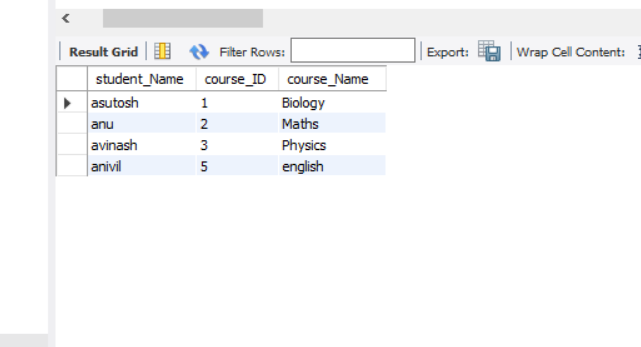 Result Grid Filter Rows: Export: Wrap Cell Content:
student_Name course_ID course_Name
asutosh 1 Biology
anu 2 Maths
avinash 3 Physics
anivil 5 english